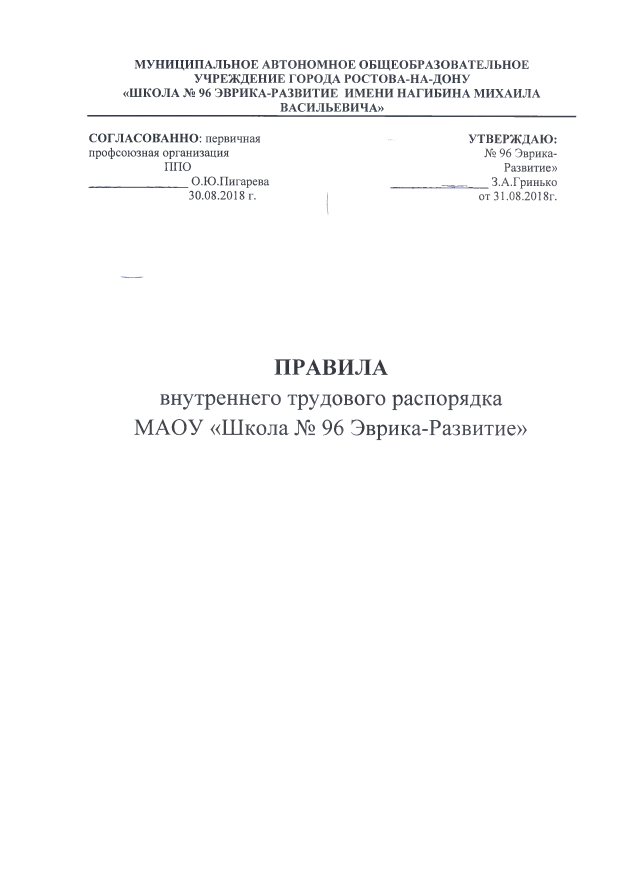 МУНИЦИПАЛЬНОЕ АВТОНОМНОЕ ОБЩЕОБРАЗОВАТЕЛЬНОЕ
УЧРЕЖДЕНИЕ ГОРОДА РОСТОВА-НА-ДОНУ
«ШКОЛА № 96 ЭВРИКА-РАЗВИТИЕ ИМЕНИ НАГИБИНА МИХАИЛА
ВАСИЛЬЕВИЧА»
СОГЛАСОВАННО: первичная
профсоюзная организация
ППО
О.Ю.Пигарева
30.08.2018 г.
УТВЕРЖДАЮ:
№ 96 Эврика-
Развитие»
З.А.Гринько
от 31.08.2018г.
ПРАВИЛА
внутреннего трудового распорядка
МАОУ «Школа № 96 Эврика-Развитие»